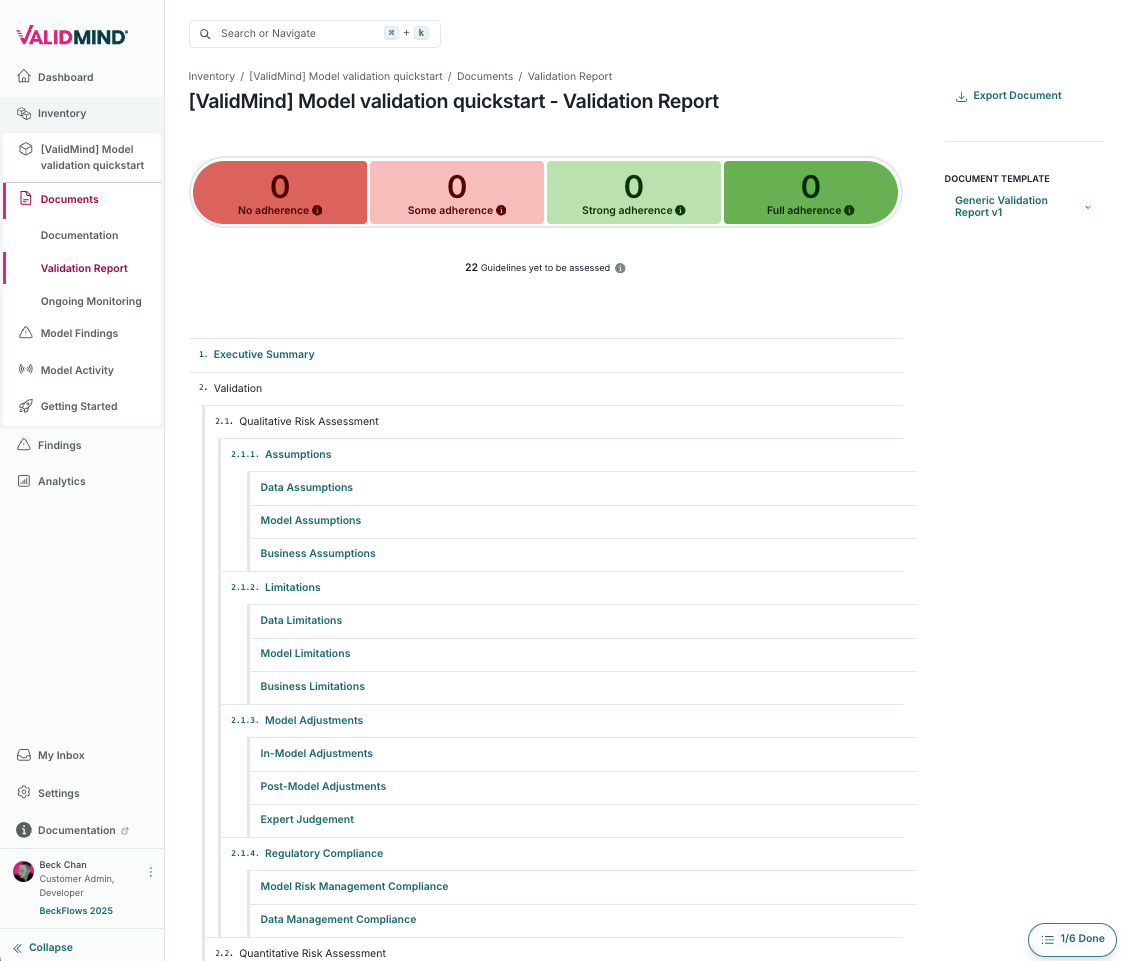 VALIDMIND
Dashboard
Inventory
[ValidMind] Model
validation quickstart
Documents
Documentation
Validation Report
Ongoing Monitoring
Model Findings
Model Activity
Getting Started
Findings
Analytics
My Inbox
Settings
Documentation
Beck Chan
Customer Admin,
Developer
BeckFlows 2025
Collapse
Search or Navigate ⌘ + k
Inventory / [ValidMind] Model validation quickstart / Documents / Validation Report
[ValidMind] Model validation quickstart - Validation Report
0
No adherence
0
Some adherence
0
Strong adherence
0
Full adherence
22 Guidelines yet to be assessed
1. Executive Summary
2. Validation
2.1. Qualitative Risk Assessment
2.1.1. Assumptions
Data Assumptions
Model Assumptions
Business Assumptions
2.1.2. Limitations
Data Limitations
Model Limitations
Business Limitations
2.1.3. Model Adjustments
In-Model Adjustments
Post-Model Adjustments
Expert Judgement
2.1.4. Regulatory Compliance
Model Risk Management Compliance
Data Management Compliance
2.2. Quantitative Risk Assessment
Export Document
DOCUMENT TEMPLATE
Generic Validation
Report v1
1/6 Done